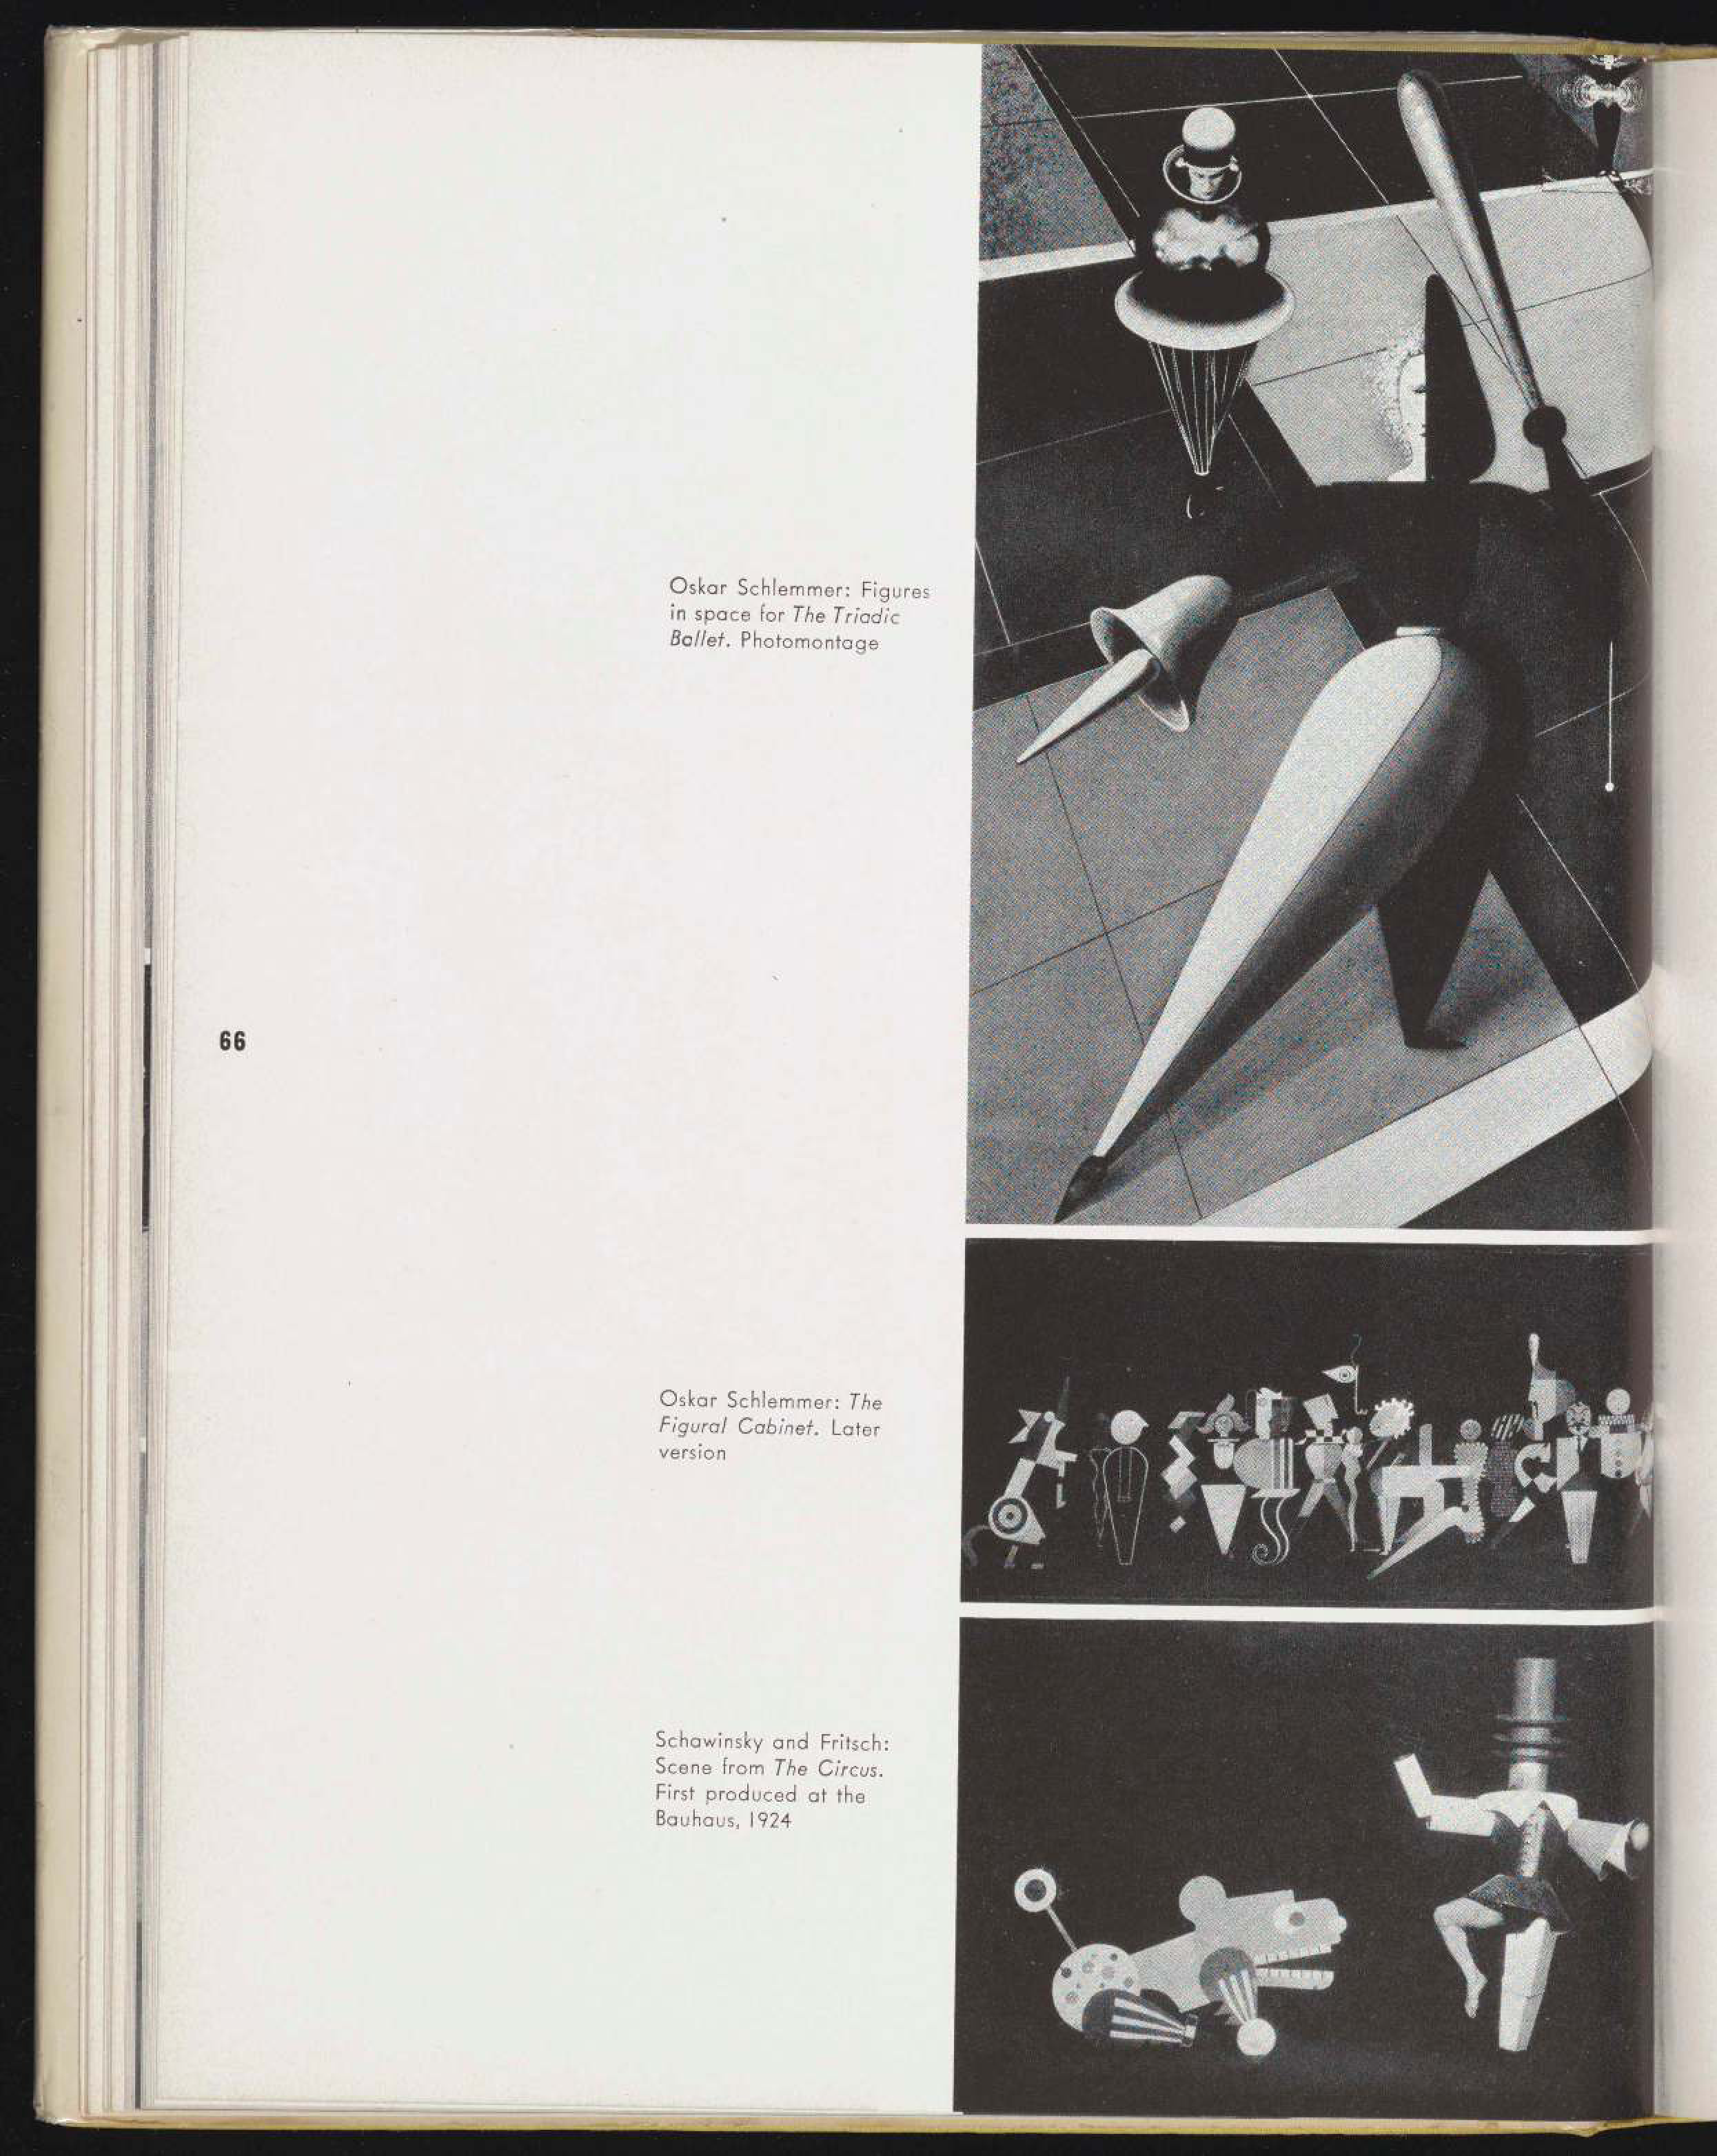 Oskar Schlemmer: Figures
in space for The Triadic
Ballet. Photomontage
66
Oskar Schlemmer: The
Figural Cabinet. Later
version
Schawinsky and Fritsch:
Scene from The Circus.
First produced at the
Bauhaus, 1924